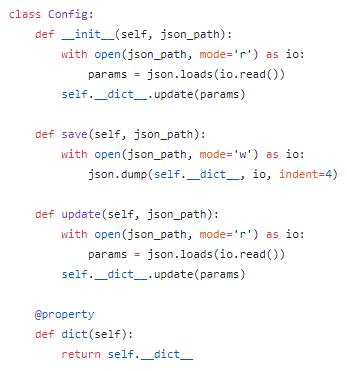 class Config:
    def __init__(self, json_path):
        with open(json_path, mode='r') as io:
            params = json.loads(io.read())
        self.__dict__.update(params)

    def save(self, json_path):
        with open(json_path, mode='w') as io:
            json.dump(self.__dict__, io, indent=4)

    def update(self, json_path):
        with open(json_path, mode='r') as io:
            params = json.loads(io.read())
        self.__dict__.update(params)

    @property
    def dict(self):
        return self.__dict__